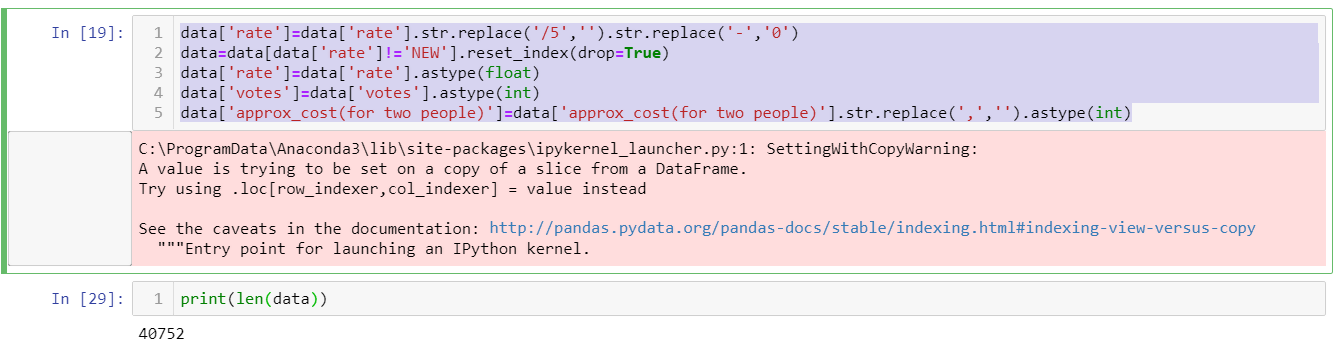 In [19]:
1 data['rate']=data['rate'].str.replace('/5','').str.replace('-','0')
2 data=data[data['rate']!='NEW'].reset_index(drop=True)
3 data['rate']=data['rate'].astype(float)
4 data['votes']=data['votes'].astype(int)
5 data['approx_cost(for two people)']=data['approx_cost(for two people)'].str.replace(',','').astype(int)
C:\ProgramData\Anaconda3\lib\site-packages\ipykernel_launcher.py:1: SettingWithCopyWarning:
A value is trying to be set on a copy of a slice from a DataFrame.
Try using .loc[row_indexer,col_indexer] = value instead
See the caveats in the documentation: http://pandas.pydata.org/pandas-docs/stable/indexing.html#indexing-view-versus-copy
"""Entry point for launching an IPython kernel.
In [29]:
1 print(len(data))
40752